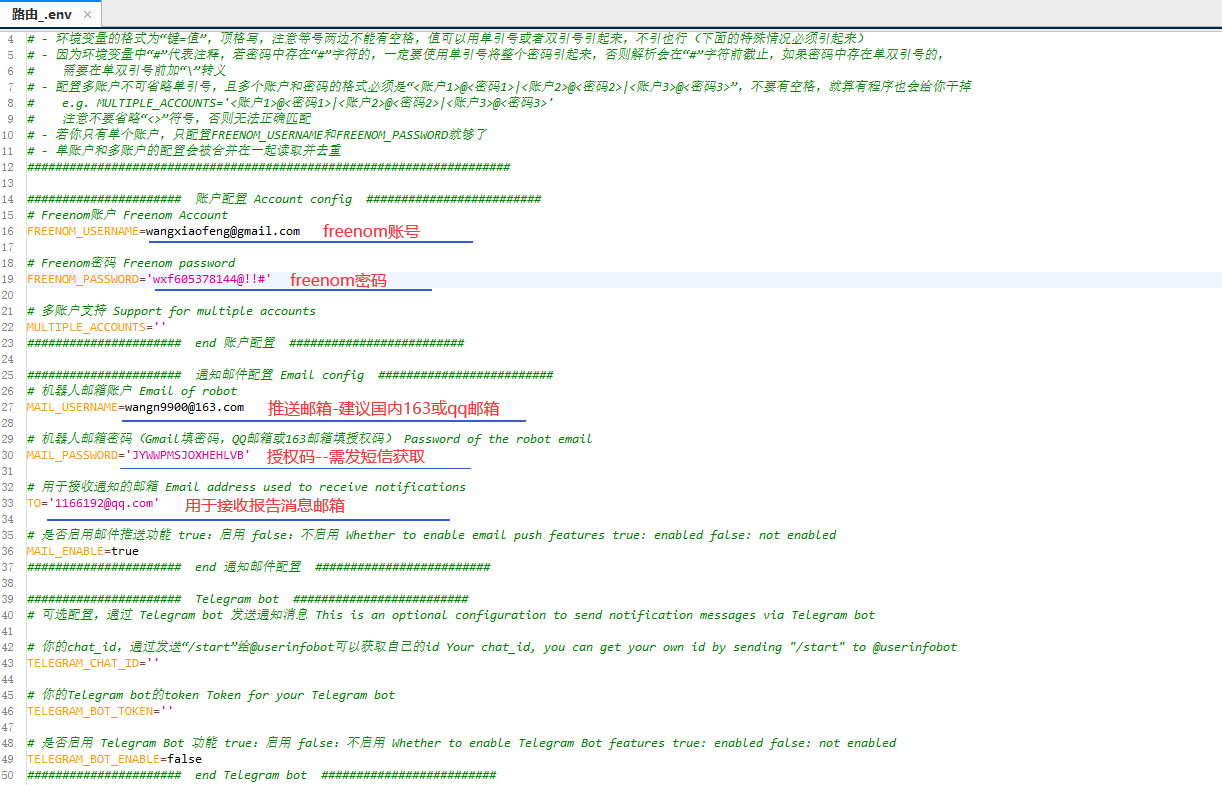 路由_.env ×
4 # - 环境变量的格式为“键=值”，顶格写，注意等号两边不能有空格，值可以用单引号或者双引号引起来，不引也行（下面的特殊情况必须引起来）
5 # - 因为环境变量中“#”代表注释，若密码中存在“#”字符的，一定要使用单引号将整个密码引起来，否则解析会在“#”字符前截止，如果密码中存在单双引号的，
6 #    需要在单双引号前加“\”转义
7 # - 配置多账户不可省略单引号，且多个账户和密码的格式必须是“<账户1>@<密码1>|<账户2>@<密码2>|<账户3>@<密码3>”，不要有空格，就算有程序也会给你干掉
8 #    e.g. MULTIPLE_ACCOUNTS='<账户1>@<密码1>|<账户2>@<密码2>|<账户3>@<密码3>'
9 #    注意不要省略“<>”符号，否则无法正确匹配
10 # - 若你只有单个账户，只配置FREENOM_USERNAME和FREENOM_PASSWORD就够了
11 # - 单账户和多账户的配置会被合并在一起读取并去重
12 #####################################################################
13
14 ######################  账户配置 Account config  #########################
15 # Freenom账户 Freenom Account
16 FREENOM_USERNAME=wangxiaofeng@gmail.com freenom账号
17
18 # Freenom密码 Freenom password
19 FREENOM_PASSWORD='wxf605378144@!!#' freenom密码
20
21 # 多账户支持 Support for multiple accounts
22 MULTIPLE_ACCOUNTS=''
23 ######################  end 账户配置  #########################
24
25 ######################  通知邮件配置 Email config  #########################
26 # 机器人邮箱账户 Email of robot
27 MAIL_USERNAME=wangn9900@163.com 推送邮箱-建议国内163或qq邮箱
28
29 # 机器人邮箱密码（Gmail填密码，QQ邮箱或163邮箱填授权码） Password of the robot email
30 MAIL_PASSWORD='JYWWPMSJOXHEHLVB' 授权码--需发短信获取
31
32 # 用于接收通知的邮箱 Email address used to receive notifications
33 TO='1166192@qq.com' 用于接收报告消息邮箱
34
35 # 是否启用邮件推送功能 true：启用 false：不启用 Whether to enable email push features true: enabled false: not enabled
36 MAIL_ENABLE=true
37 ######################  end 通知邮件配置  #########################
38
39 ######################  Telegram bot  #########################
40 # 可选配置，通过 Telegram bot 发送通知消息 This is an optional configuration to send notification messages via Telegram bot
41
42 # 你的chat_id，通过发送“/start”给@userinfobot可以获取自己的id Your chat_id, you can get your own id by sending "/start" to @userinfobot
43 TELEGRAM_CHAT_ID=''
44
45 # 你的Telegram bot的token Token for your Telegram bot
46 TELEGRAM_BOT_TOKEN=''
47
48 # 是否启用 Telegram Bot 功能 true：启用 false：不启用 Whether to enable Telegram Bot features true: enabled false: not enabled
49 TELEGRAM_BOT_ENABLE=false
50 ######################  end Telegram bot  #########################